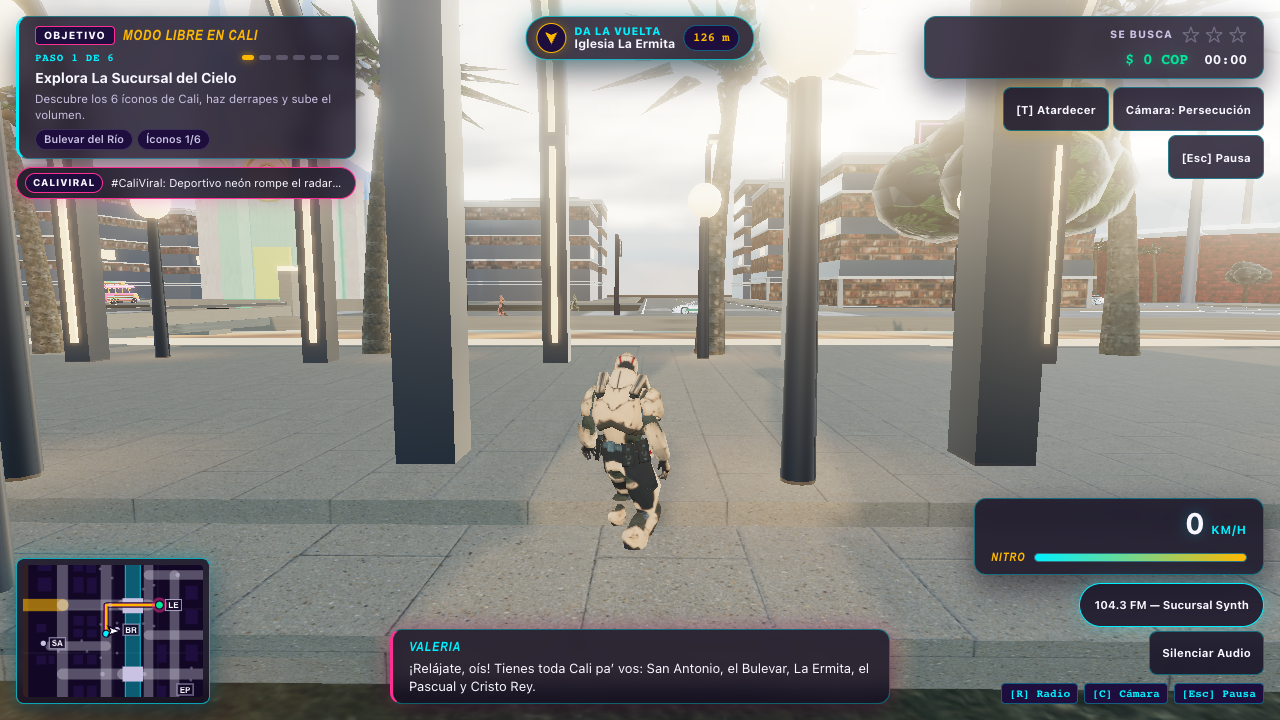 OBJETIVO MODO LIBRE EN CALI
PASO 1 DE 6
Explora La Sucursal del Cielo
Descubre los 6 íconos de Cali, haz derrapes y sube el
volumen.
Bulevar del Río Íconos 1/6
CALIVIRAL #CaliViral: Deportivo neón rompe el radar...
DA LA VUELTA
Iglesia La Ermita
126 m
SE BUSCA
$ 0 COP 00:00
[T] Atardecer Cámara: Persecución
[Esc] Pausa
LE
BR
SA
EP
VALERIA
¡Relájate, oís! Tienes toda Cali pa’ vos: San Antonio, el Bulevar, La Ermita, el
Pascual y Cristo Rey.
0 KM/H
NITRO
104.3 FM — Sucursal Synth
Silenciar Audio
[R] Radio [C] Cámara [Esc] Pausa